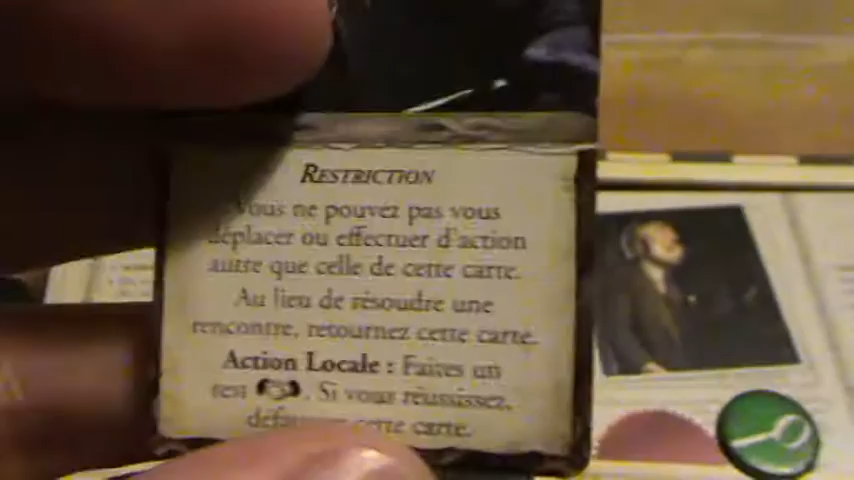 RESTRICTION
Vous ne pouvez pas vous
déplacer ou effectuer d'action
autre que celle de cette carte.
Au lieu de résoudre une
rencontre, retournez cette carte.
Action Locale : Faites un
test . Si vous réussissez,
défaussez cette carte.